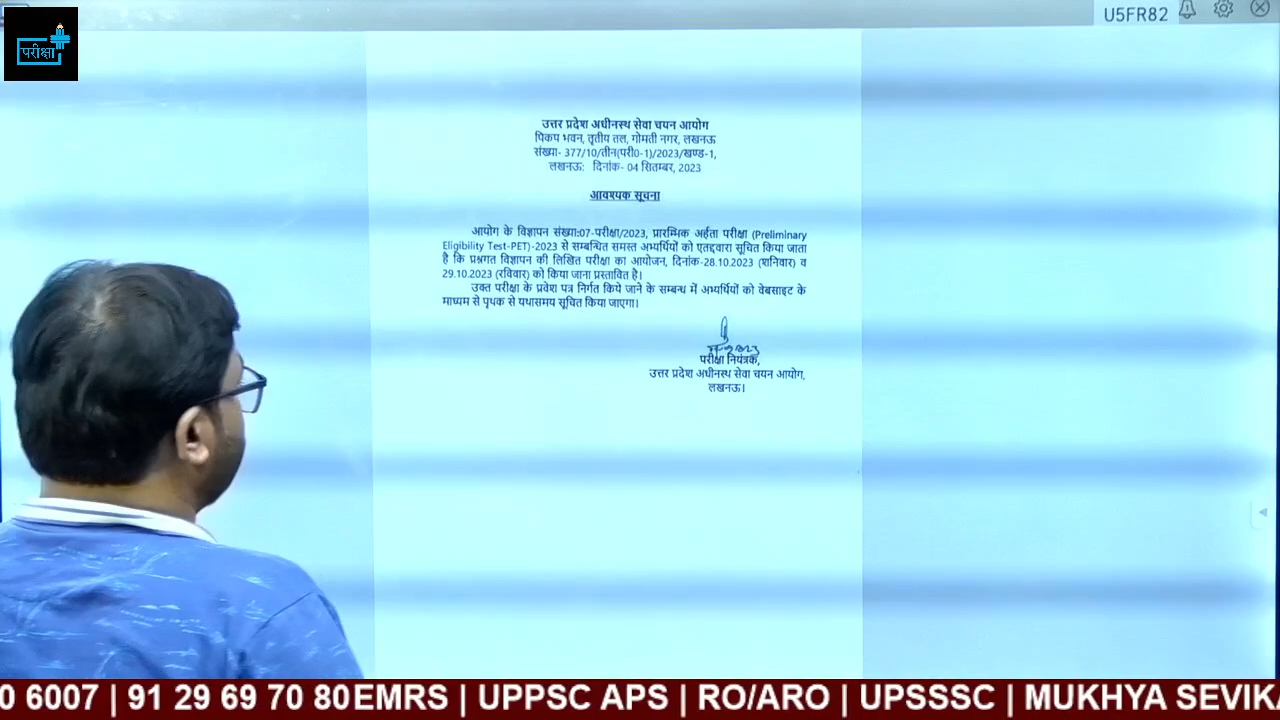 U5FR82
परीक्षा
उत्तर प्रदेश अधीनस्थ सेवा चयन आयोग
पिकप भवन, तृतीय तल, गोमती नगर, लखनऊ
संख्या- 377/10/तीन(परी0-1)/2023/खण्ड-1,
लखनऊ: दिनांक- 04 सितम्बर, 2023
आवश्यक सूचना
आयोग के विज्ञापन संख्या:07-परीक्षा/2023, प्रारम्भिक अर्हता परीक्षा (Preliminary
Eligibility Test-PET)-2023 से सम्बन्धित समस्त अभ्यर्थियों को एतद्द्वारा सूचित किया जाता
है कि प्रश्नगत विज्ञापन की लिखित परीक्षा का आयोजन, दिनांक-28.10.2023 (शनिवार) व
29.10.2023 (रविवार) को किया जाना प्रस्तावित है।
उक्त परीक्षा के प्रवेश पत्र निर्गत किये जाने के सम्बन्ध में अभ्यर्थियों को वेबसाइट के
माध्यम से पृथक से यथासमय सूचित किया जाएगा।
परीक्षा नियंत्रक,
उत्तर प्रदेश अधीनस्थ सेवा चयन आयोग,
लखनऊ।
0 6007 | 91 29 69 70 80EMRS | UPPSC APS | RO/ARO | UPSSSC | MUKHYA SEVIKA